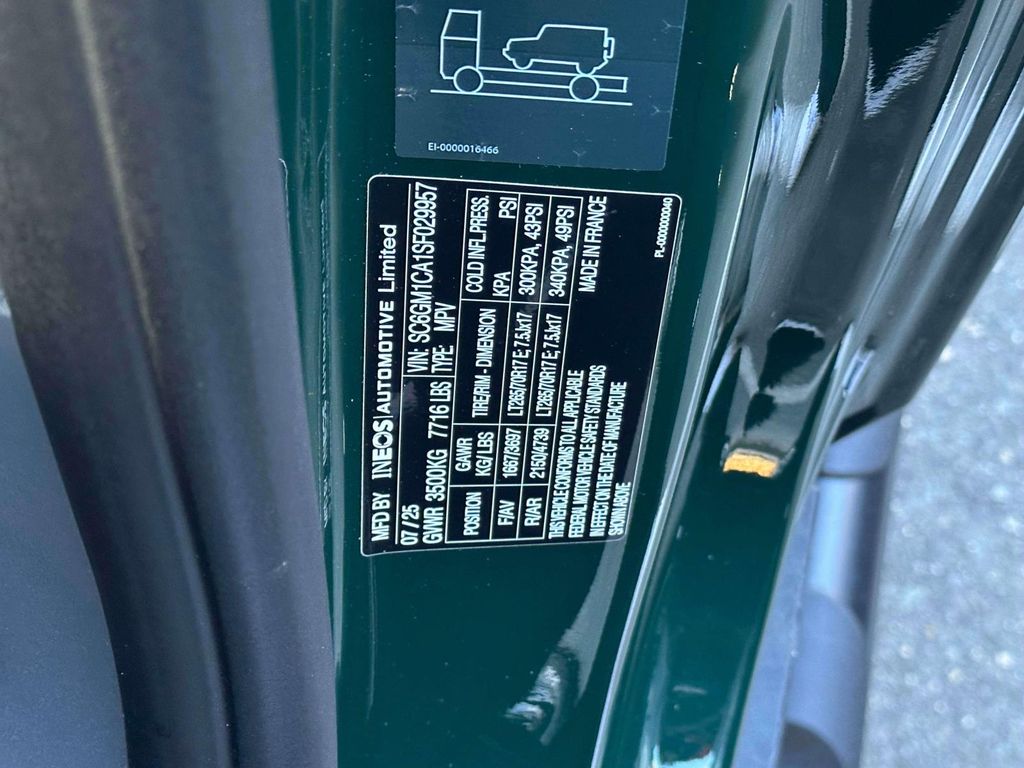 EI-0000016466
MFD BY INEOS|AUTOMOTIVE Limited
07/25 VIN: SC6GM1CA1SF029957
GVWR 3500KG 7716 LBS TYPE: MPV
POSITION GAWR KG/LBS TIRE/RIM - DIMENSION COLD INFL.PRESS. KPA PSI
F/AV 1667/3697 LT265/70R17 E; 7.5Jx17 300KPA, 43PSI
R/AR 2150/4739 LT265/70R17 E; 7.5Jx17 340KPA, 49PSI
THIS VEHICLE CONFORMS TO ALL APPLICABLE MADE IN FRANCE
FEDERAL MOTOR VEHICLE SAFETY STANDARDS
IN EFFECT ON THE DATE OF MANUFACTURE
SHOWN ABOVE
PL-0000000040